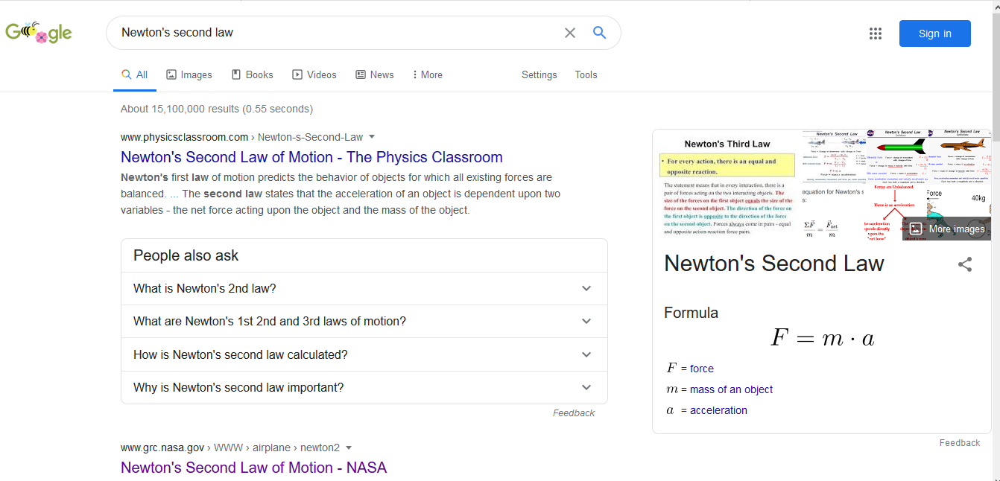 Google
Newton's second law
Sign in
All
Images
Books
Videos
News
More
Settings
Tools
About 15,100,000 results (0.55 seconds)
www.physicsclassroom.com › Newton-s-Second-Law
Newton's Second Law of Motion - The Physics Classroom
Newton's first law of motion predicts the behavior of objects for which all existing forces are
balanced. ... The second law states that the acceleration of an object is dependent upon two
variables - the net force acting upon the object and the mass of the object.
People also ask
What is Newton's 2nd law?
What are Newton's 1st 2nd and 3rd laws of motion?
How is Newton's second law calculated?
Why is Newton's second law important?
Feedback
www.grc.nasa.gov › WWW › airplane › newton2
Newton's Second Law of Motion - NASA
Newton's Third Law
• For every action, there is an equal and
opposite reaction.
The statement means that in every interaction, there is a
pair of forces acting on the two interacting objects. The
size of the forces on the first object equals the size of the
force on the second object. The direction of the force on
the first object is opposite to the direction of the force
on the second object. Forces always come in pairs - equal
and opposite action-reaction force pairs.
Newton's Second Law
equation for Newton's s
ΣF⃗/m = F⃗net/m
Newton's Second Law
Forces are Unbalanced
There is an acceleration
upon the
"net force"
Newton's Second Law
Force
40kg
More images
Newton's Second Law
Formula
F = m · a
F = force
m = mass of an object
a = acceleration
Feedback